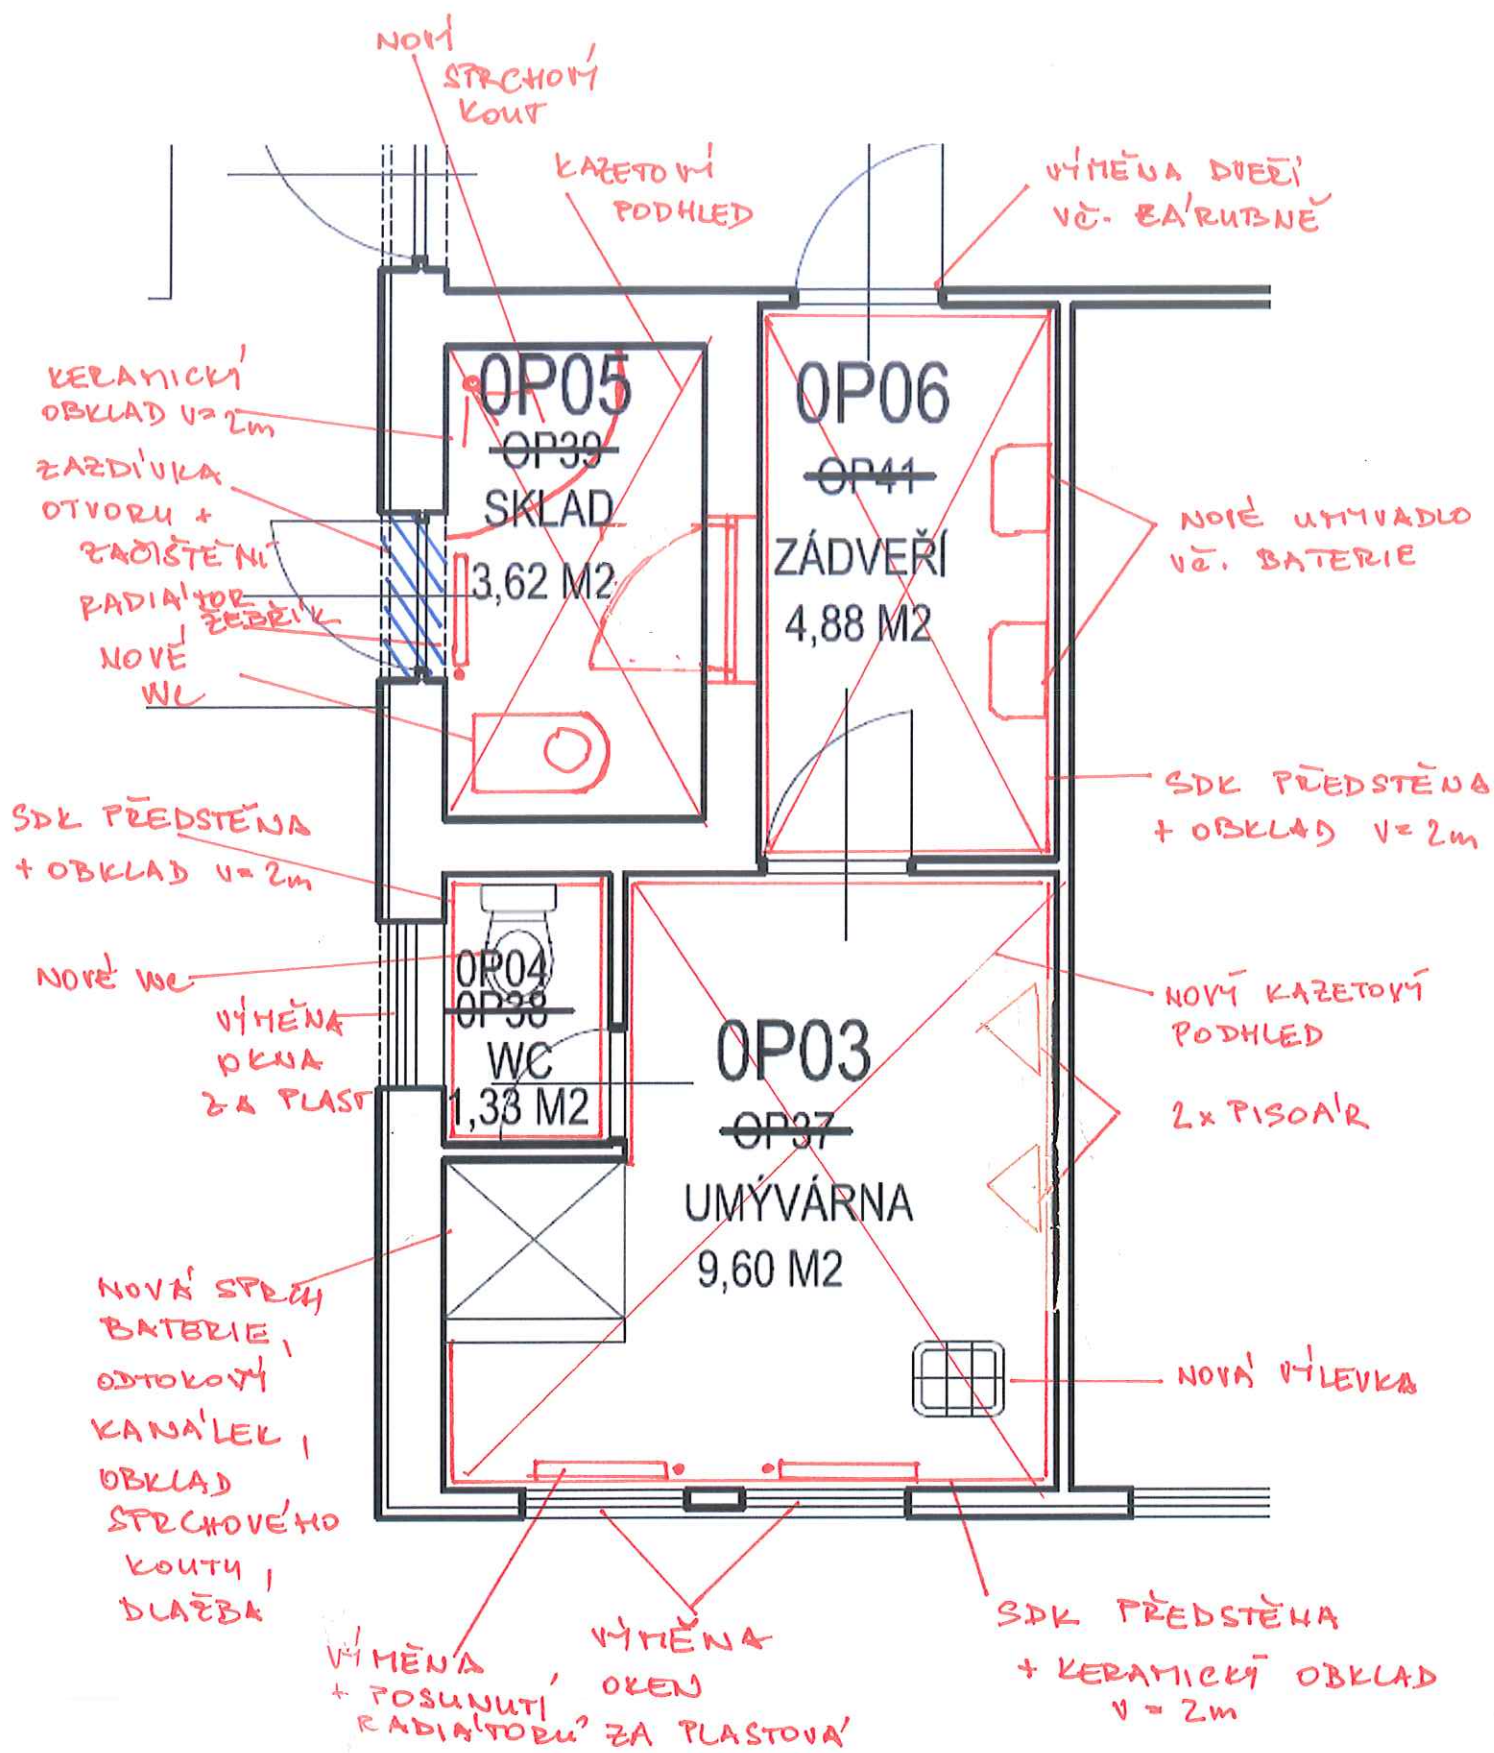 NOVÝ
SPRCHOVÝ
KOUT
KAZETOVÝ
PODHLED
VÝMĚNA DVEŘÍ
VČ. ZÁRUBNĚ
KERAMICKÝ
OBKLAD V=2m
ZAZDÍVKA
OTVORU +
ZAČIŠTĚNÍ
RADIÁTOR
ŽEBŘÍK
NOVÉ
WC
0P05
OP39
SKLAD
3,62 M2
0P06
OP41
ZÁDVEŘÍ
4,88 M2
NOVÉ UMYVADLO
VČ. BATERIE
SDK PŘEDSTĚNA
+ OBKLAD V=2m
SDK PŘEDSTĚNA
+ OBKLAD V=2m
NOVÉ WC
VÝMĚNA
OKNA
ZA PLAST
0P04
0P38
WC
1,33 M2
0P03
OP37
UMÝVÁRNA
9,60 M2
NOVÝ KAZETOVÝ
PODHLED
2x PISOÁR
NOVÁ VÝLEVKA
NOVÁ SPRCH
BATERIE,
ODTOKOVÝ
KANÁLEK,
OBKLAD
SPRCHOVÉHO
KOUTU,
DLAŽBA
VÝMĚNA
+ POSUNUTÍ
RADIÁTORŮ
VÝMĚNA
OKEN
ZA PLASTOVÁ
SDK PŘEDSTĚNA
+ KERAMICKÝ OBKLAD
V=2m